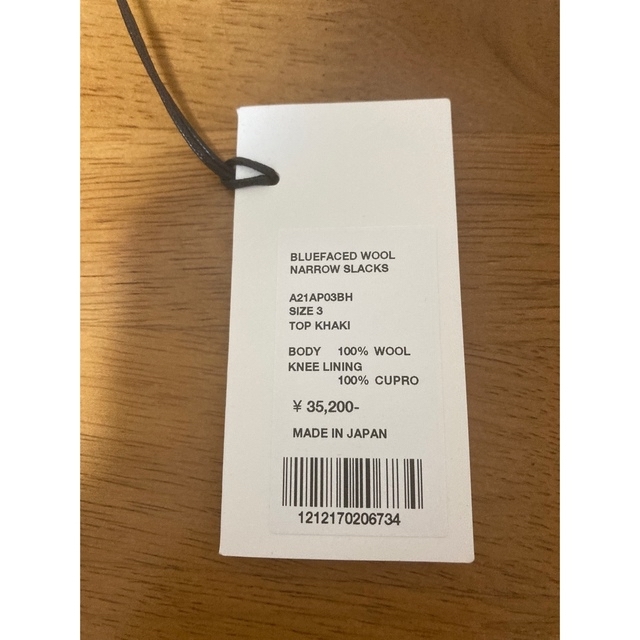 BLUEFACED WOOL
NARROW SLACKS
A21AP03BH
SIZE 3
TOP KHAKI
BODY 100% WOOL
KNEE LINING
100% CUPRO
¥ 35,200-
MADE IN JAPAN
1212170206734